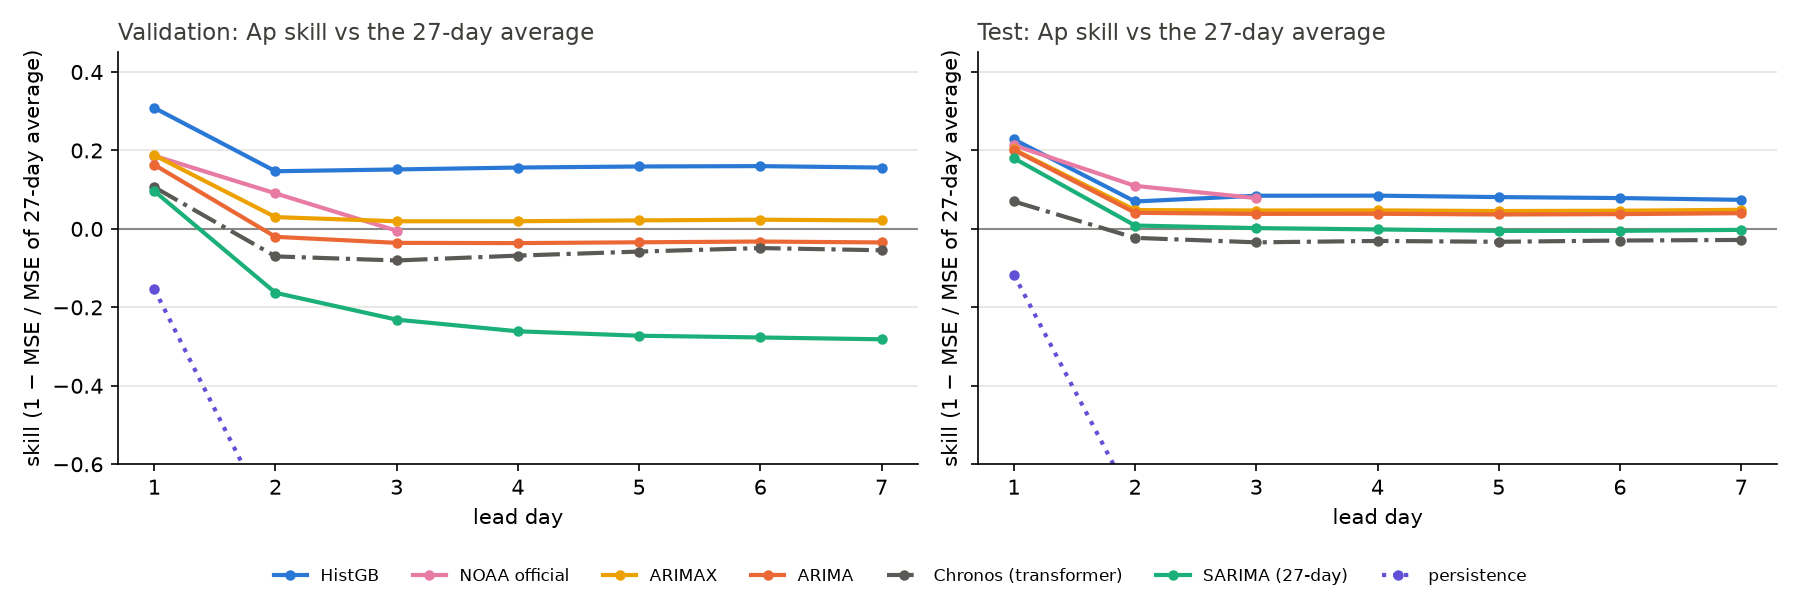 Validation: Ap skill vs the 27-day average
skill (1 − MSE / MSE of 27-day average)
0.4
0.2
0.0
−0.2
−0.4
−0.6
1 2 3 4 5 6 7
lead day
Test: Ap skill vs the 27-day average
skill (1 − MSE / MSE of 27-day average)
1 2 3 4 5 6 7
lead day
HistGB NOAA official ARIMAX ARIMA Chronos (transformer) SARIMA (27-day) persistence